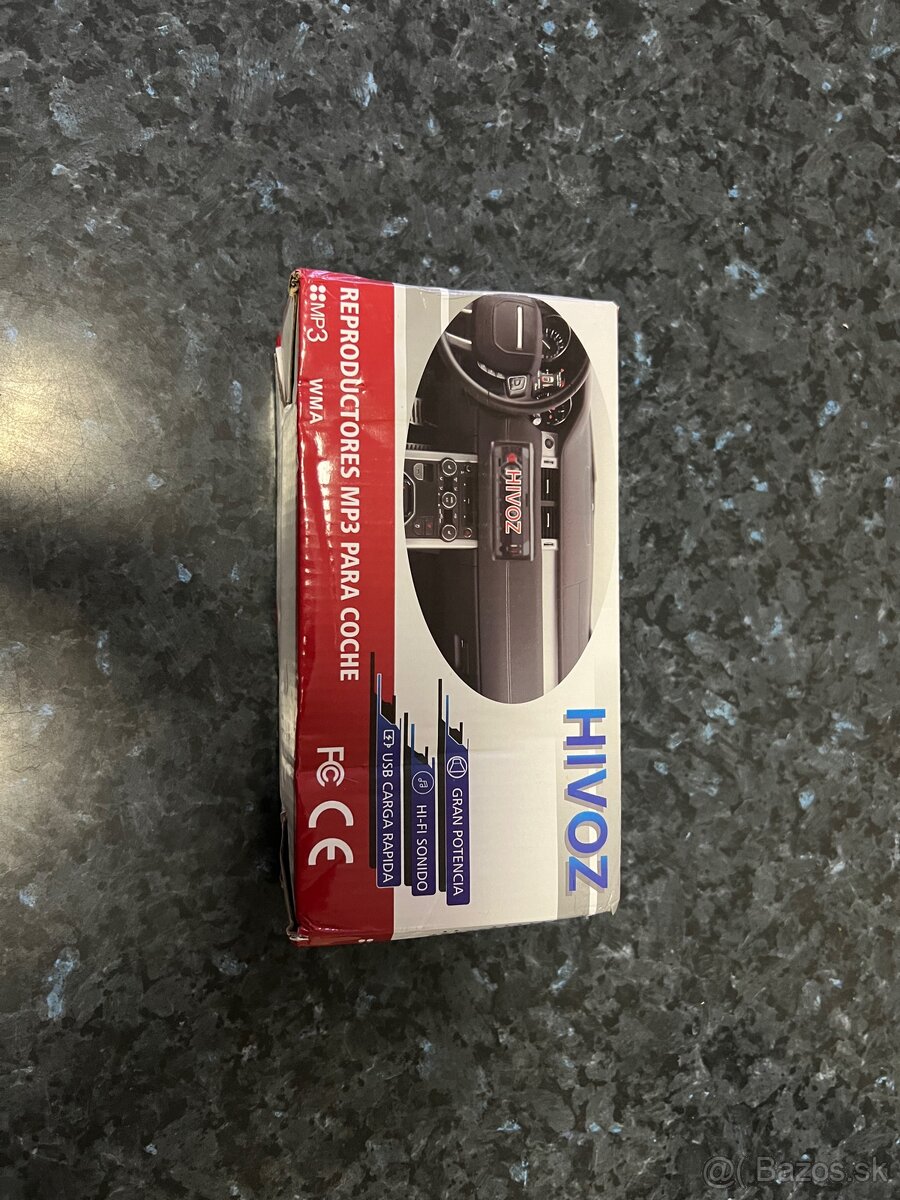 HIVOZ
HIVOZ
GRAN POTENCIA
HI-FI SONIDO
USB CARGA RAPIDA
REPRODUCTORES MP3 PARA COCHE
MP3 WMA
FC CE
@( Bazos.sk